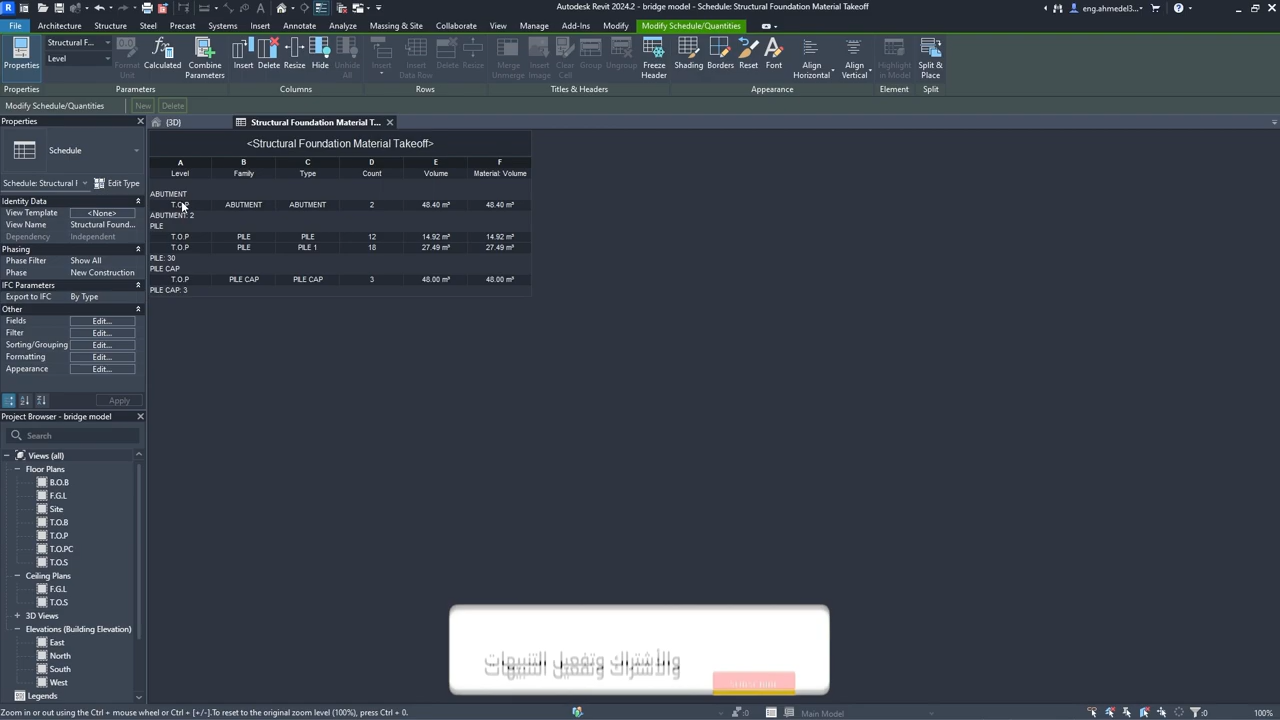 Autodesk Revit 2024.2 - bridge model - Schedule: Structural Foundation Material Takeoff
eng.ahmedel3...
File Architecture Structure Steel Precast Systems Insert Annotate Analyze Massing & Site Collaborate View Manage Add-Ins Modify Modify Schedule/Quantities
Structural F...
Level
Properties
Format Unit
Calculated
Combine Parameters
Insert
Delete
Resize
Hide
Unhide All
Insert
Insert Data Row
Delete
Resize
Merge Unmerge
Insert Image
Clear Cell
Group
Ungroup
Freeze Header
Shading
Borders
Reset
Font
Align Horizontal
Align Vertical
Highlight in Model
Split & Place
Properties Parameters Columns Rows Titles & Headers Appearance Element Split
Modify Schedule/Quantities New Delete
Properties
Schedule
Schedule: Structural F
Edit Type
Identity Data
View Template <None>
View Name Structural Found...
Dependency Independent
Phasing
Phase Filter Show All
Phase New Construction
IFC Parameters
Export to IFC By Type
Other
Fields Edit...
Filter Edit...
Sorting/Grouping Edit...
Formatting Edit...
Appearance Edit...
Apply
Project Browser - bridge model
Search
Views (all)
Floor Plans
B.O.B
F.G.L
Site
T.O.B
T.O.P
T.O.PC
T.O.S
Ceiling Plans
F.G.L
T.O.S
3D Views
Elevations (Building Elevation)
East
North
South
West
Legends
{3D}
Structural Foundation Material T...
<Structural Foundation Material Takeoff>
A B C D E F
Level Family Type Count Volume Material: Volume
ABUTMENT
T.O.P ABUTMENT ABUTMENT 2 48.40 m³ 48.40 m³
ABUTMENT: 2
PILE
T.O.P PILE PILE 12 14.92 m³ 14.92 m³
T.O.P PILE PILE 1 18 27.49 m³ 27.49 m³
PILE: 30
PILE CAP
T.O.P PILE CAP PILE CAP 3 48.00 m³ 48.00 m³
PILE CAP: 3
والأشتراك وتفعيل التنبيهات
SUBSCRIBE
Zoom in or out using the Ctrl + mouse wheel or Ctrl + [+/-].To reset to the original zoom level (100%), press Ctrl + 0.
:0
Main Model
:0
100%